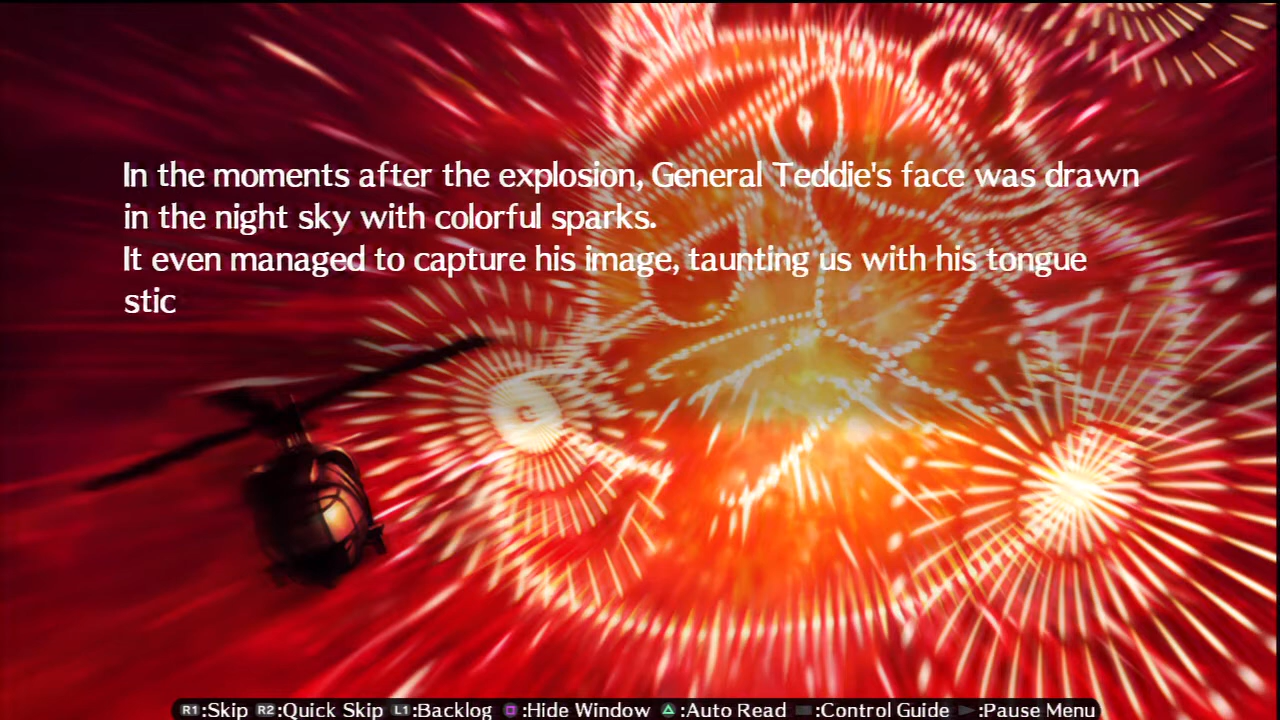 In the moments after the explosion, General Teddie's face was drawn
in the night sky with colorful sparks.
It even managed to capture his image, taunting us with his tongue
stic
R1:Skip R2:Quick Skip L1:Backlog :Hide Window :Auto Read :Control Guide :Pause Menu